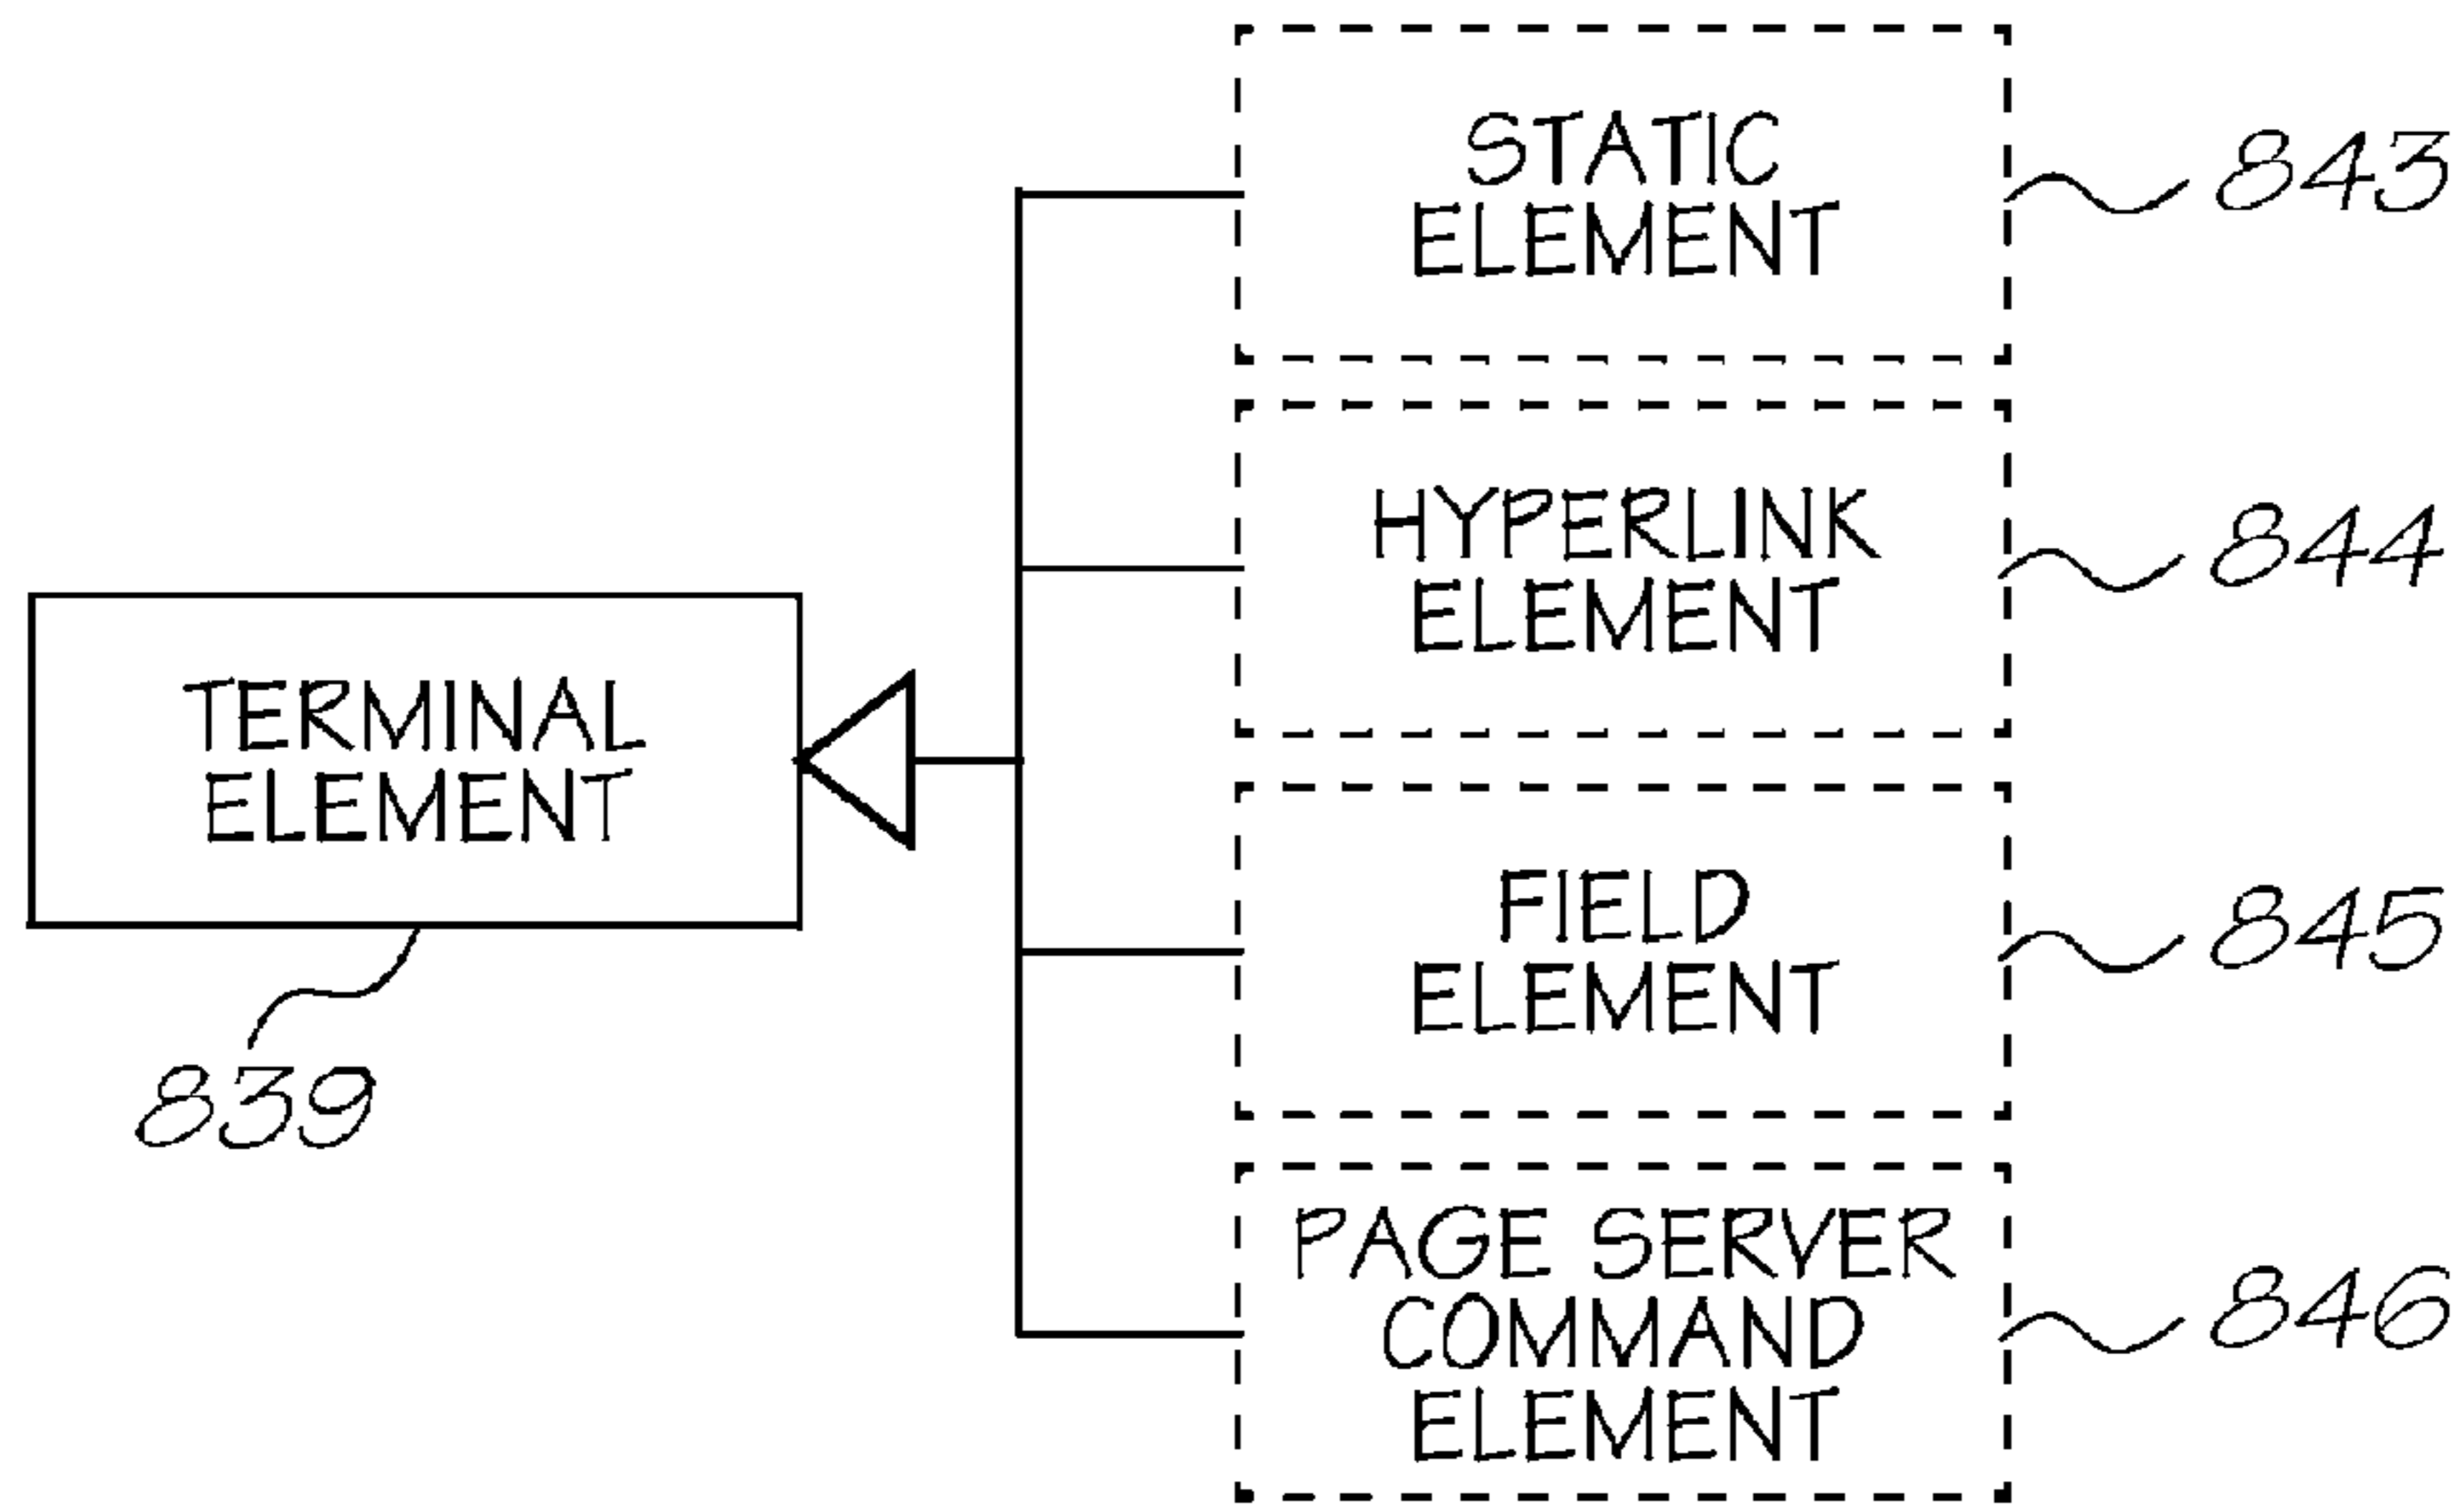 STATIC
ELEMENT
843
HYPERLINK
ELEMENT
844
TERMINAL
ELEMENT
839
FIELD
ELEMENT
845
PAGE SERVER
COMMAND
ELEMENT
846